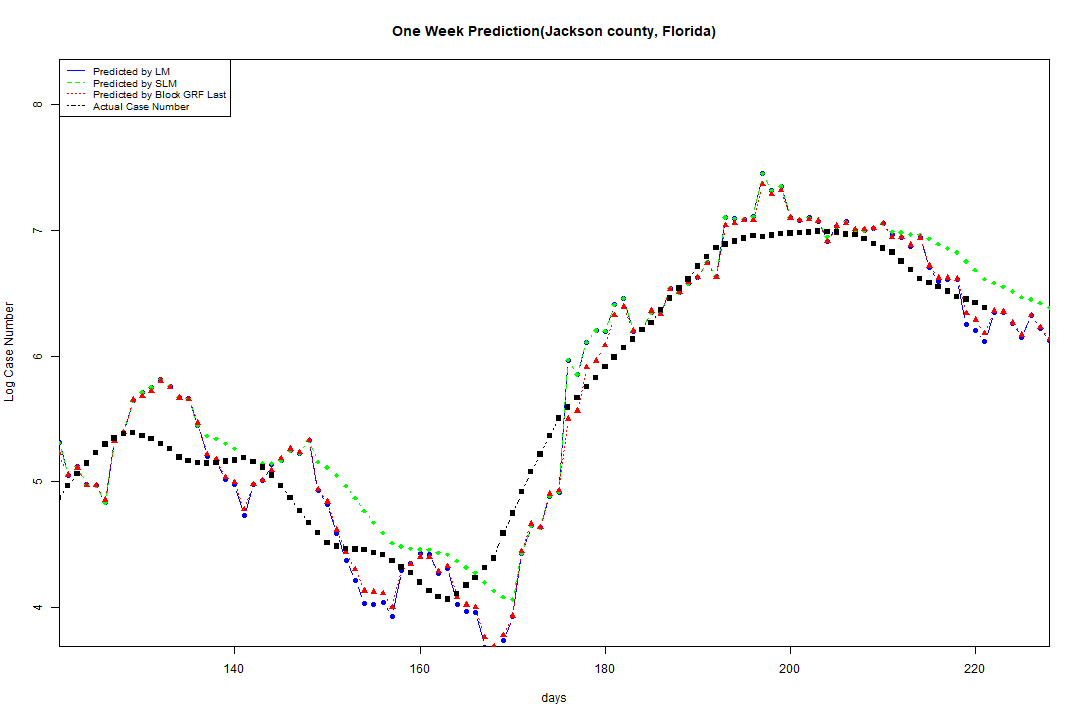 One Week Prediction(Jackson county, Florida)
Predicted by LM
Predicted by SLM
Predicted by Block GRF Last
Actual Case Number
8
7
6
5
4
Log Case Number
140 160 180 200 220
days